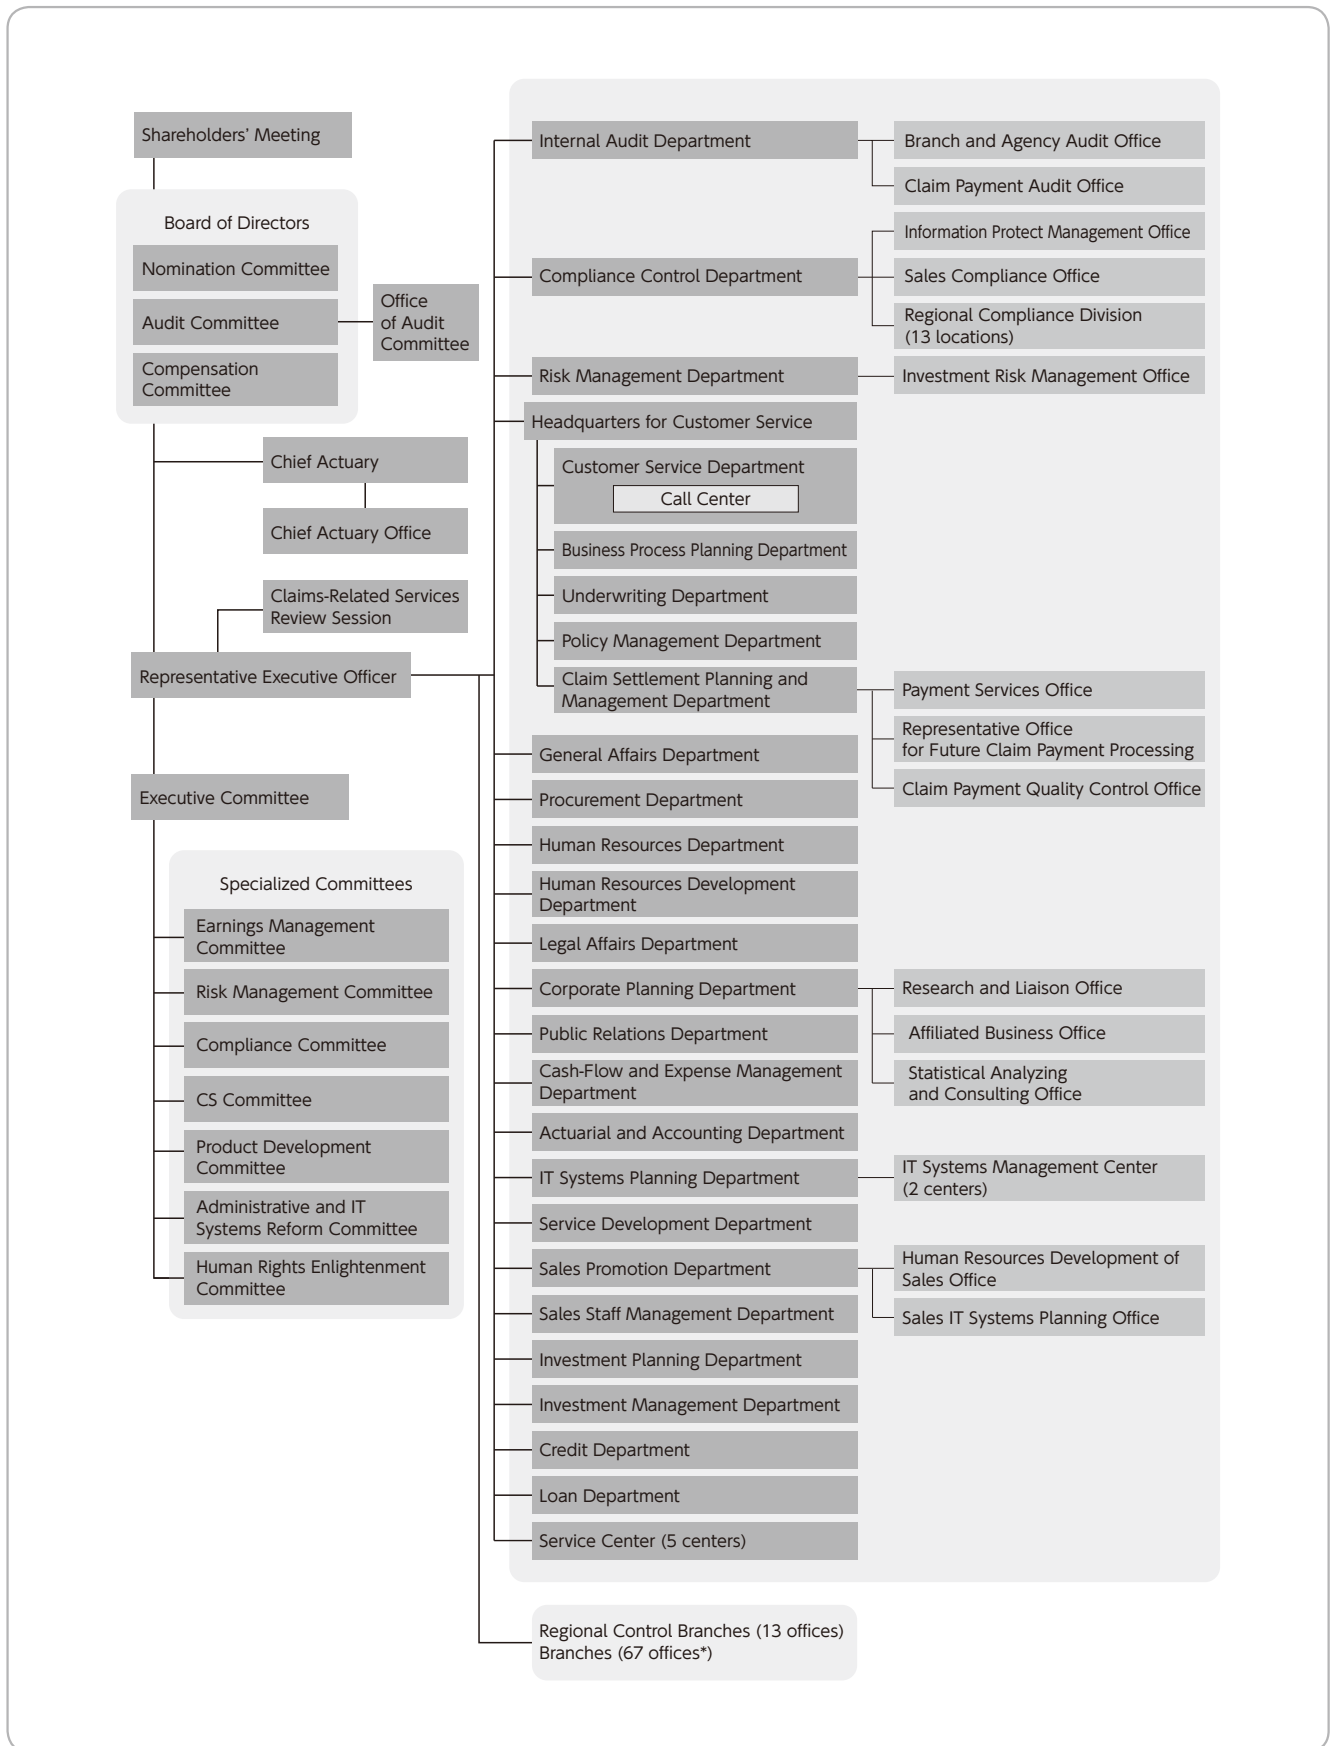 Shareholders' Meeting
Board of Directors
Nomination Committee
Audit Committee
Compensation
Committee
Office
of Audit
Committee
Chief Actuary
Chief Actuary Office
Claims-Related Services
Review Session
Representative Executive Officer
Executive Committee
Specialized Committees
Earnings Management
Committee
Risk Management Committee
Compliance Committee
CS Committee
Product Development
Committee
Administrative and IT
Systems Reform Committee
Human Rights Enlightenment
Committee
Internal Audit Department
Branch and Agency Audit Office
Claim Payment Audit Office
Compliance Control Department
Information Protect Management Office
Sales Compliance Office
Regional Compliance Division
(13 locations)
Risk Management Department
Investment Risk Management Office
Headquarters for Customer Service
Customer Service Department
Call Center
Business Process Planning Department
Underwriting Department
Policy Management Department
Claim Settlement Planning and
Management Department
Payment Services Office
Representative Office
for Future Claim Payment Processing
Claim Payment Quality Control Office
General Affairs Department
Procurement Department
Human Resources Department
Human Resources Development
Department
Legal Affairs Department
Corporate Planning Department
Research and Liaison Office
Affiliated Business Office
Statistical Analyzing
and Consulting Office
Public Relations Department
Cash-Flow and Expense Management
Department
Actuarial and Accounting Department
IT Systems Planning Department
IT Systems Management Center
(2 centers)
Service Development Department
Sales Promotion Department
Human Resources Development of
Sales Office
Sales IT Systems Planning Office
Sales Staff Management Department
Investment Planning Department
Investment Management Department
Credit Department
Loan Department
Service Center (5 centers)
Regional Control Branches (13 offices)
Branches (67 offices*)